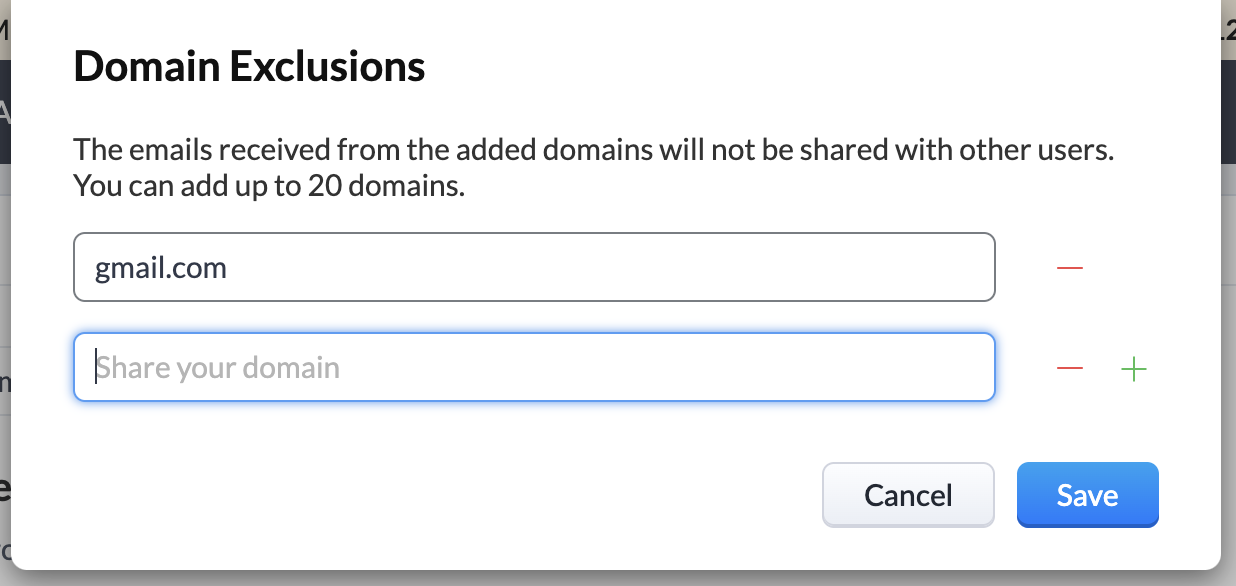 Domain Exclusions
The emails received from the added domains will not be shared with other users.
You can add up to 20 domains.
gmail.com
Share your domain
Cancel
Save